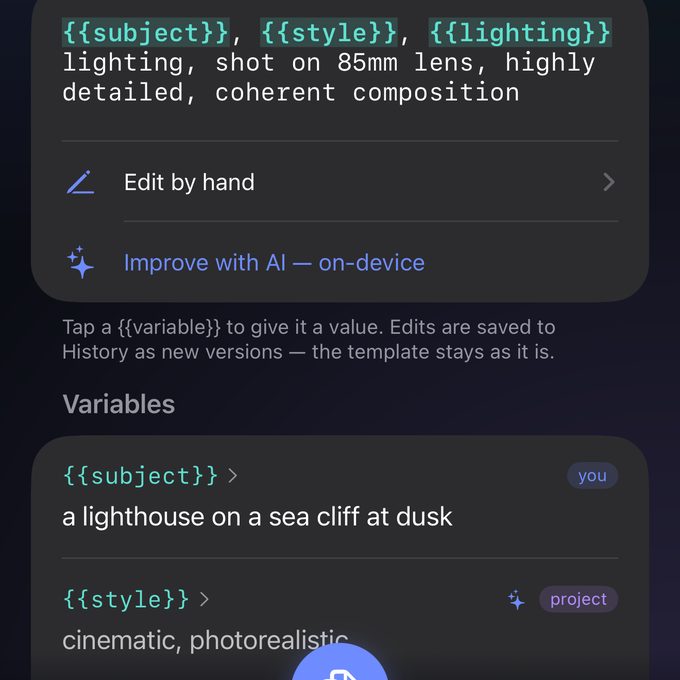 {{subject}}, {{style}}, {{lighting}}
lighting, shot on 85mm lens, highly
detailed, coherent composition
Edit by hand
Improve with AI — on-device
Tap a {{variable}} to give it a value. Edits are saved to
History as new versions — the template stays as it is.
Variables
{{subject}} you
a lighthouse on a sea cliff at dusk
{{style}} project
cinematic, photorealistic